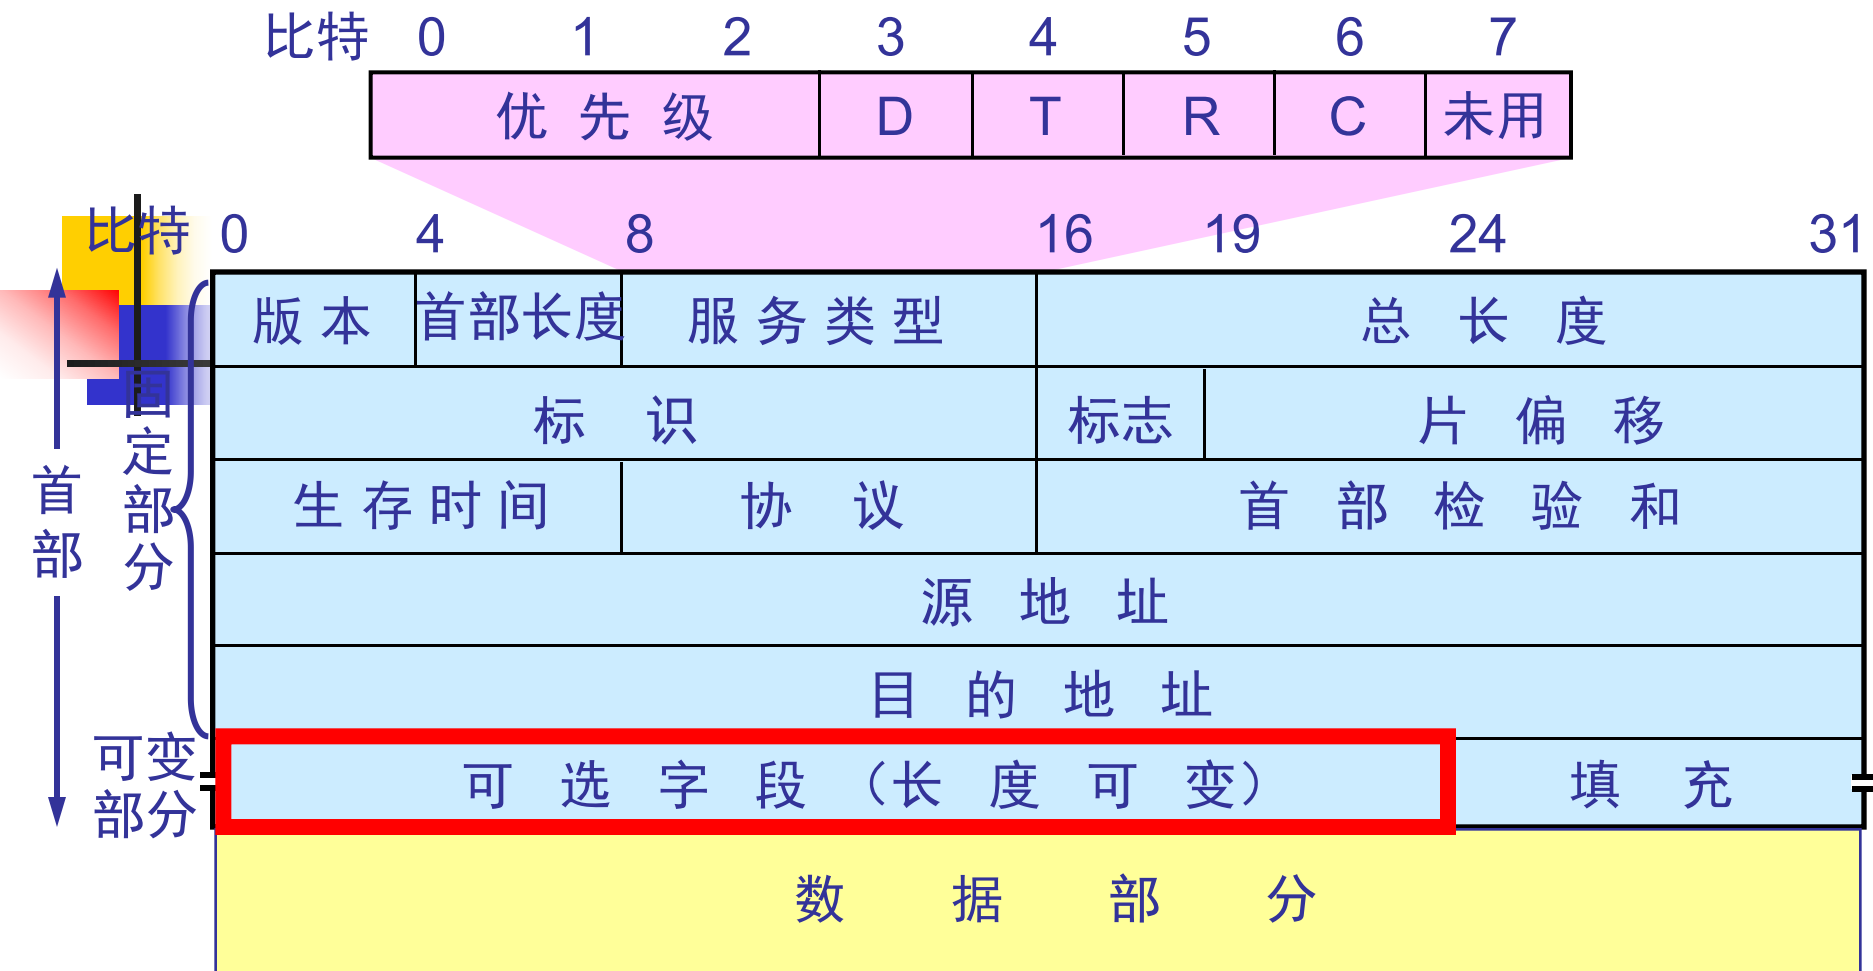 比特 0 1 2 3 4 5 6 7
优先级 D T R C 未用
比特 0 4 8 16 19 24 31
版本 首部长度 服务类型 总长度
标识 标志 片偏移
生存时间 协议 首部检验和
源地址
目的地址
可选字段（长度可变） 填充
数据部分
首部
固定部分
可变
部分